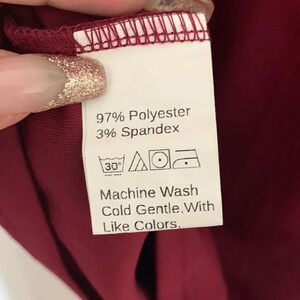 97% Polyester
3% Spandex
30°
Machine Wash
Cold Gentle,With
Like Colors,